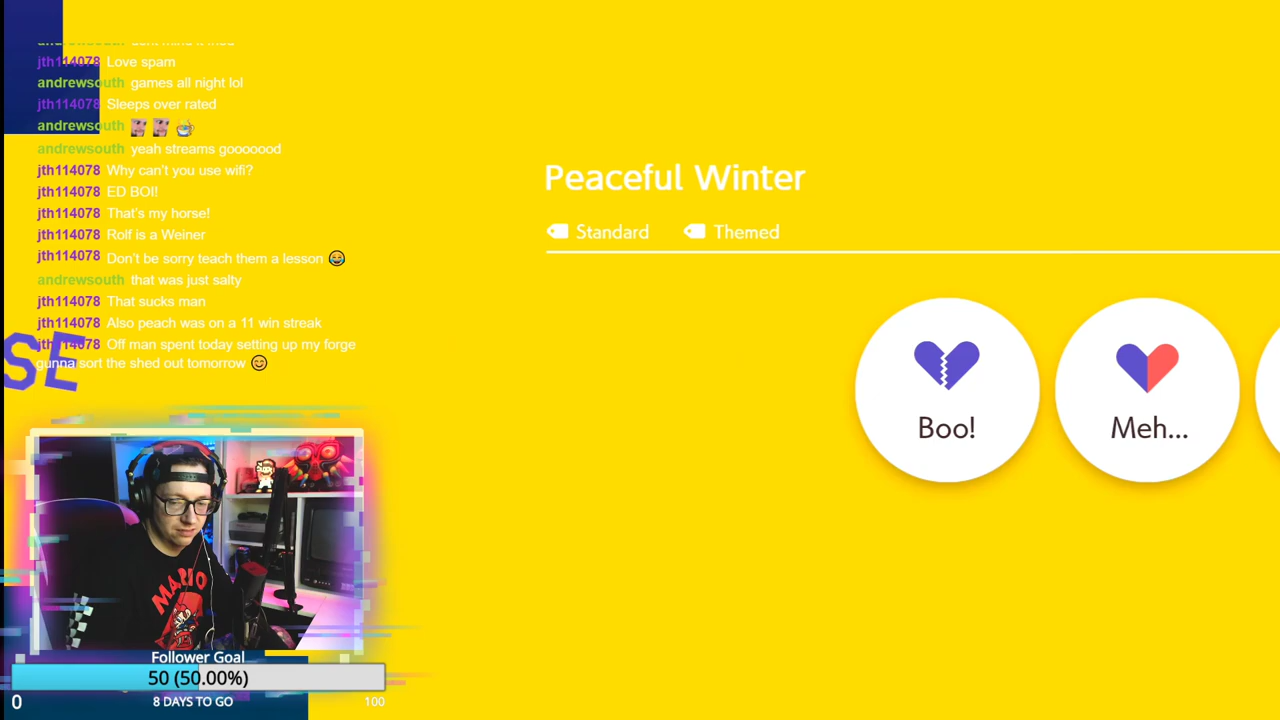 jth114078 Love spam
andrewsouth games all night lol
jth114078 Sleeps over rated
andrewsouth
andrewsouth yeah streams gooooood
jth114078 Why can't you use wifi?
jth114078 ED BOI!
jth114078 That's my horse!
jth114078 Rolf is a Weiner
jth114078 Don't be sorry teach them a lesson 😂
andrewsouth that was just salty
jth114078 That sucks man
jth114078 Also peach was on a 11 win streak
jth114078 Off man spent today setting up my forge
gunna sort the shed out tomorrow 😊
SE
Peaceful Winter
Standard Themed
Boo!
Meh...
MARIO
Follower Goal
50 (50.00%)
0 8 DAYS TO GO 100